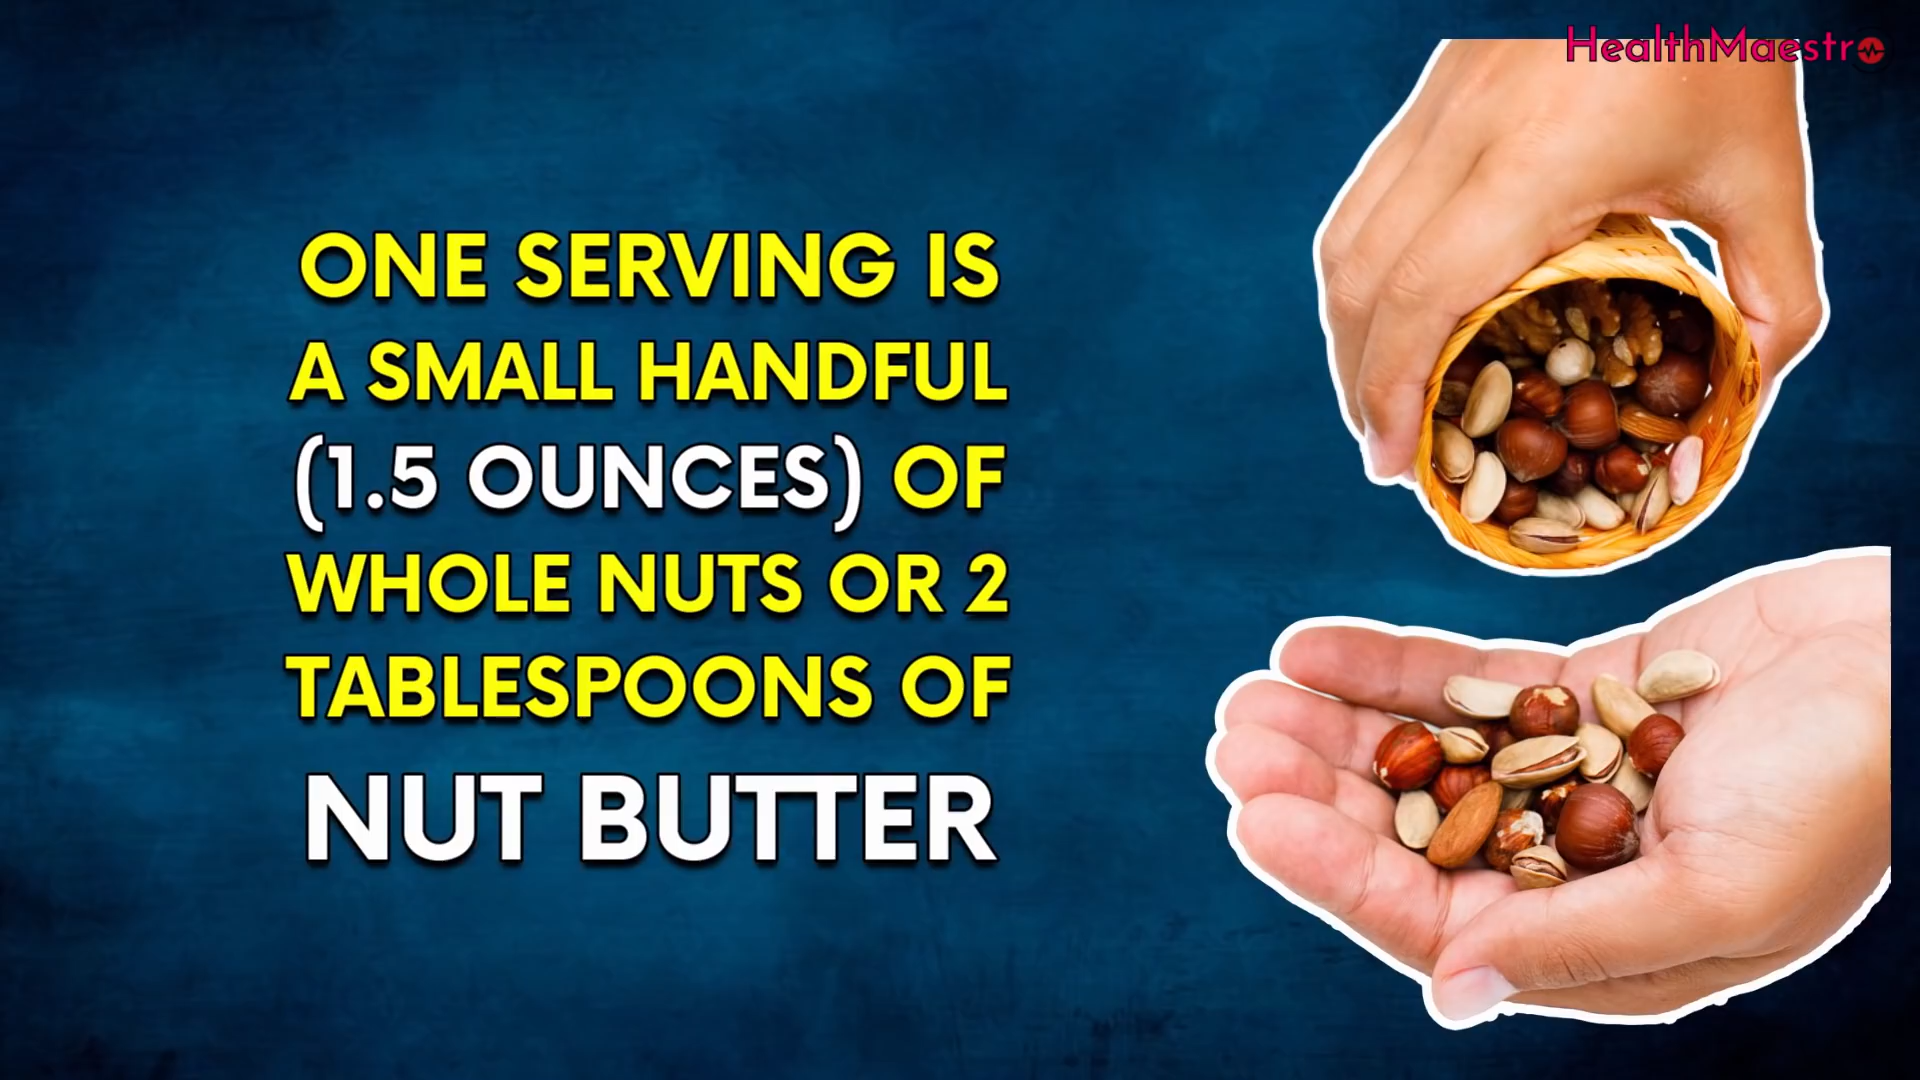 HealthMaestro
ONE SERVING IS
A SMALL HANDFUL
(1.5 OUNCES) OF
WHOLE NUTS OR 2
TABLESPOONS OF
NUT BUTTER